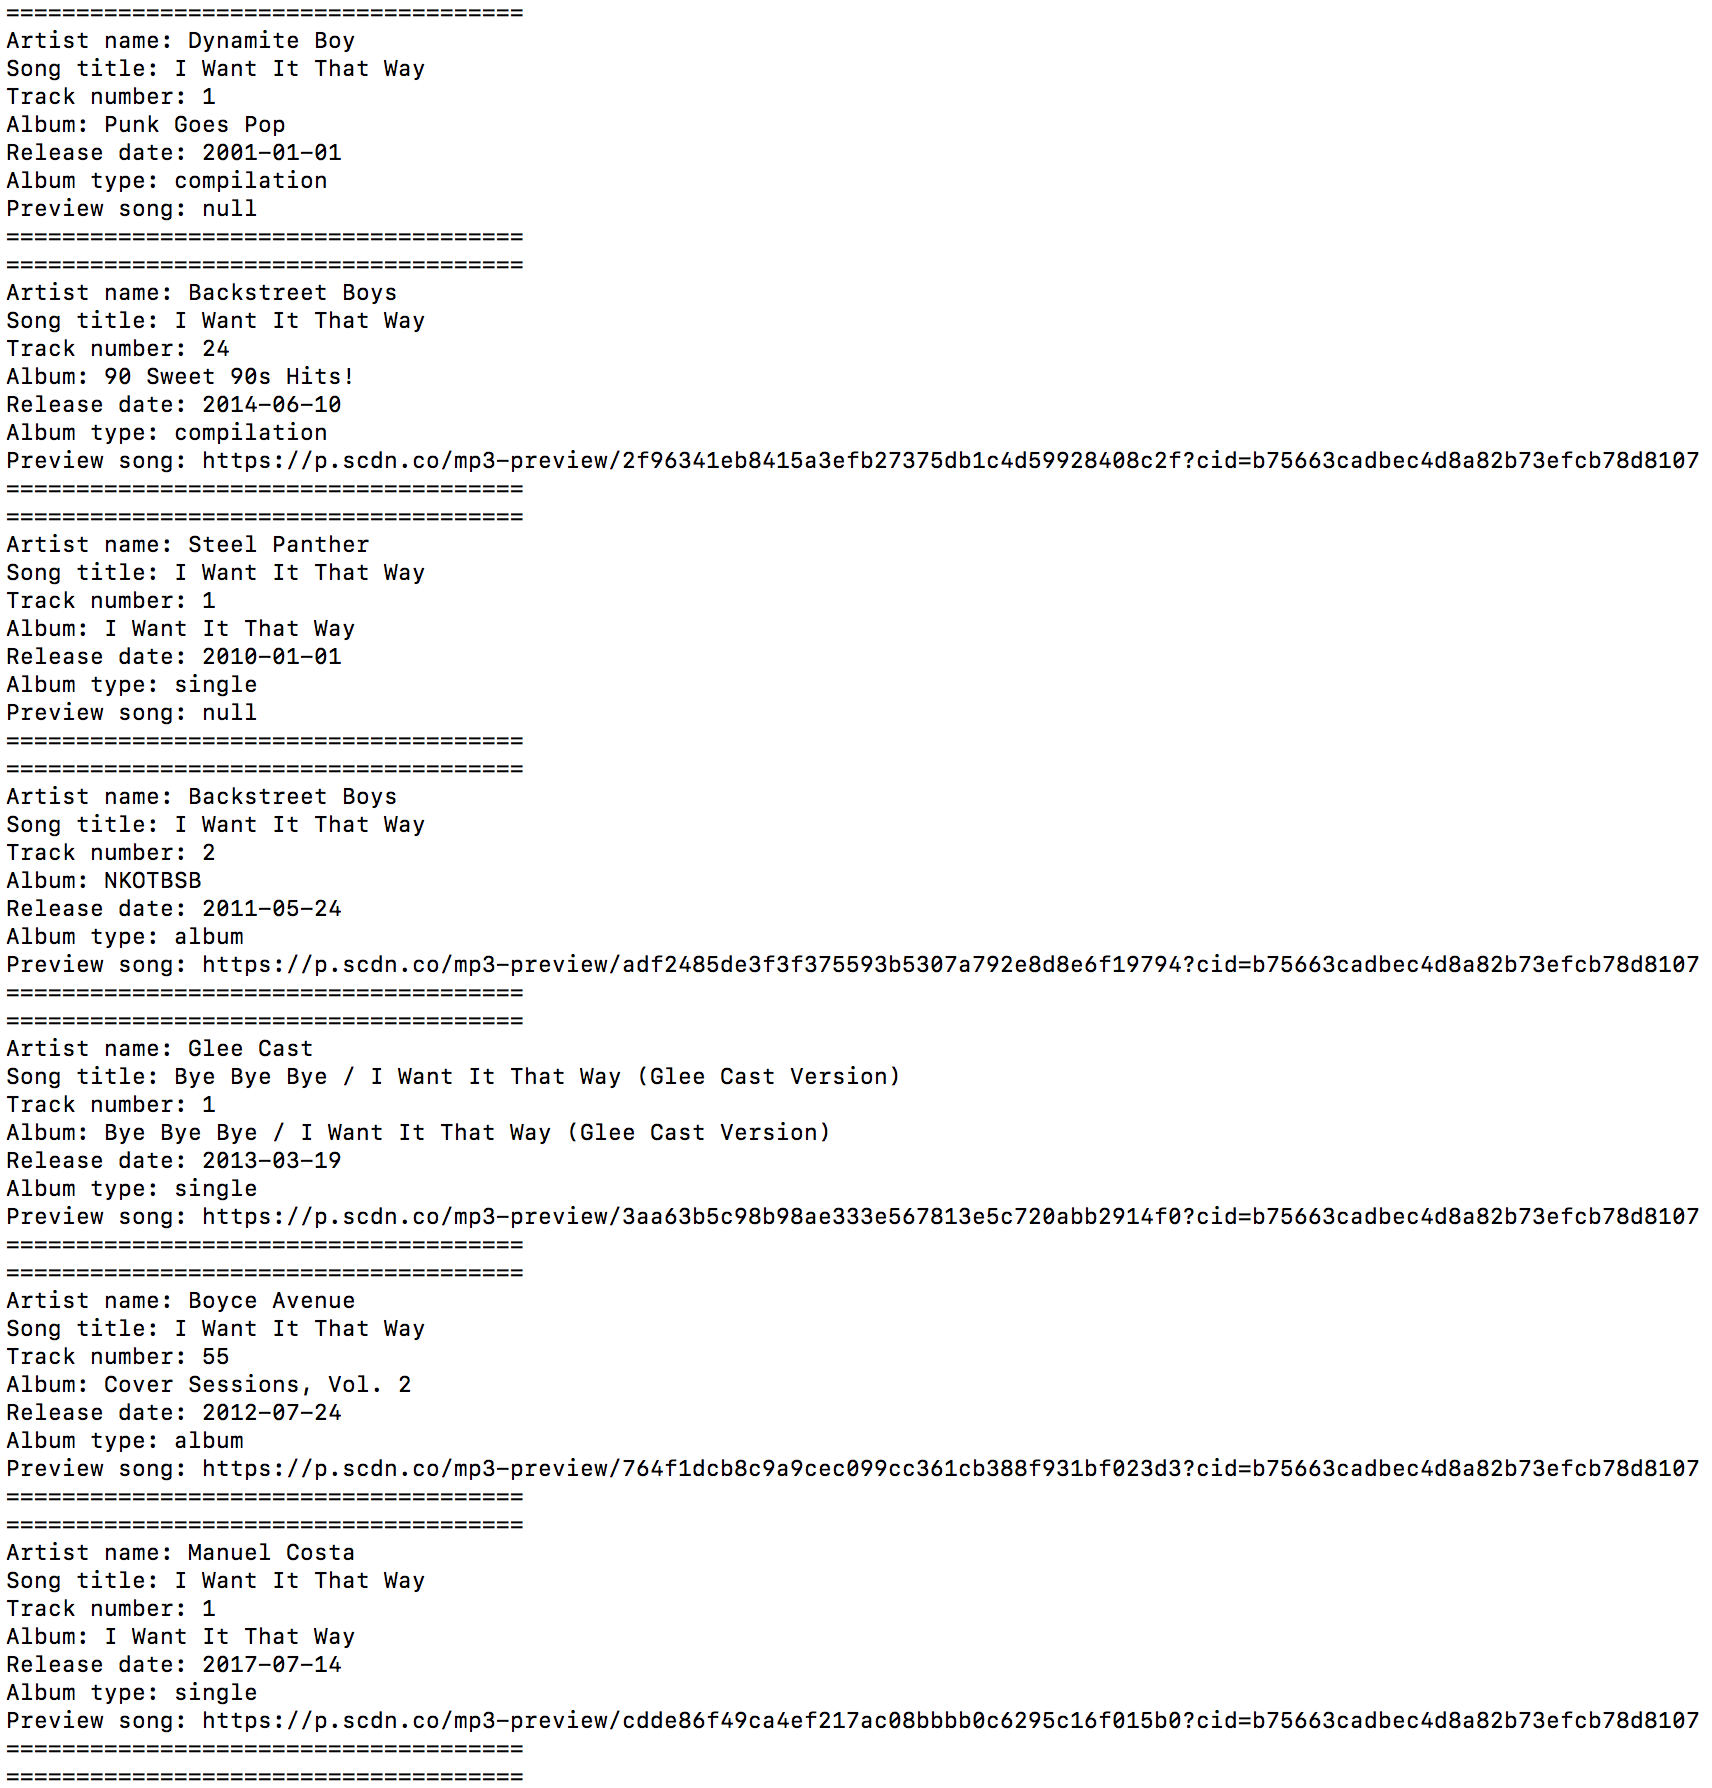 =====================================
Artist name: Dynamite Boy
Song title: I Want It That Way
Track number: 1
Album: Punk Goes Pop
Release date: 2001-01-01
Album type: compilation
Preview song: null
=====================================
=====================================
Artist name: Backstreet Boys
Song title: I Want It That Way
Track number: 24
Album: 90 Sweet 90s Hits!
Release date: 2014-06-10
Album type: compilation
Preview song: https://p.scdn.co/mp3-preview/2f96341eb8415a3efb27375db1c4d59928408c2f?cid=b75663cadbec4d8a82b73efcb78d8107
=====================================
=====================================
Artist name: Steel Panther
Song title: I Want It That Way
Track number: 1
Album: I Want It That Way
Release date: 2010-01-01
Album type: single
Preview song: null
=====================================
=====================================
Artist name: Backstreet Boys
Song title: I Want It That Way
Track number: 2
Album: NKOTBSB
Release date: 2011-05-24
Album type: album
Preview song: https://p.scdn.co/mp3-preview/adf2485de3f3f375593b5307a792e8d8e6f19794?cid=b75663cadbec4d8a82b73efcb78d8107
=====================================
=====================================
Artist name: Glee Cast
Song title: Bye Bye Bye / I Want It That Way (Glee Cast Version)
Track number: 1
Album: Bye Bye Bye / I Want It That Way (Glee Cast Version)
Release date: 2013-03-19
Album type: single
Preview song: https://p.scdn.co/mp3-preview/3aa63b5c98b98ae333e567813e5c720abb2914f0?cid=b75663cadbec4d8a82b73efcb78d8107
=====================================
=====================================
Artist name: Boyce Avenue
Song title: I Want It That Way
Track number: 55
Album: Cover Sessions, Vol. 2
Release date: 2012-07-24
Album type: album
Preview song: https://p.scdn.co/mp3-preview/764f1dcb8c9a9cec099cc361cb388f931bf023d3?cid=b75663cadbec4d8a82b73efcb78d8107
=====================================
=====================================
Artist name: Manuel Costa
Song title: I Want It That Way
Track number: 1
Album: I Want It That Way
Release date: 2017-07-14
Album type: single
Preview song: https://p.scdn.co/mp3-preview/cdde86f49ca4ef217ac08bbbb0c6295c16f015b0?cid=b75663cadbec4d8a82b73efcb78d8107
=====================================
=====================================